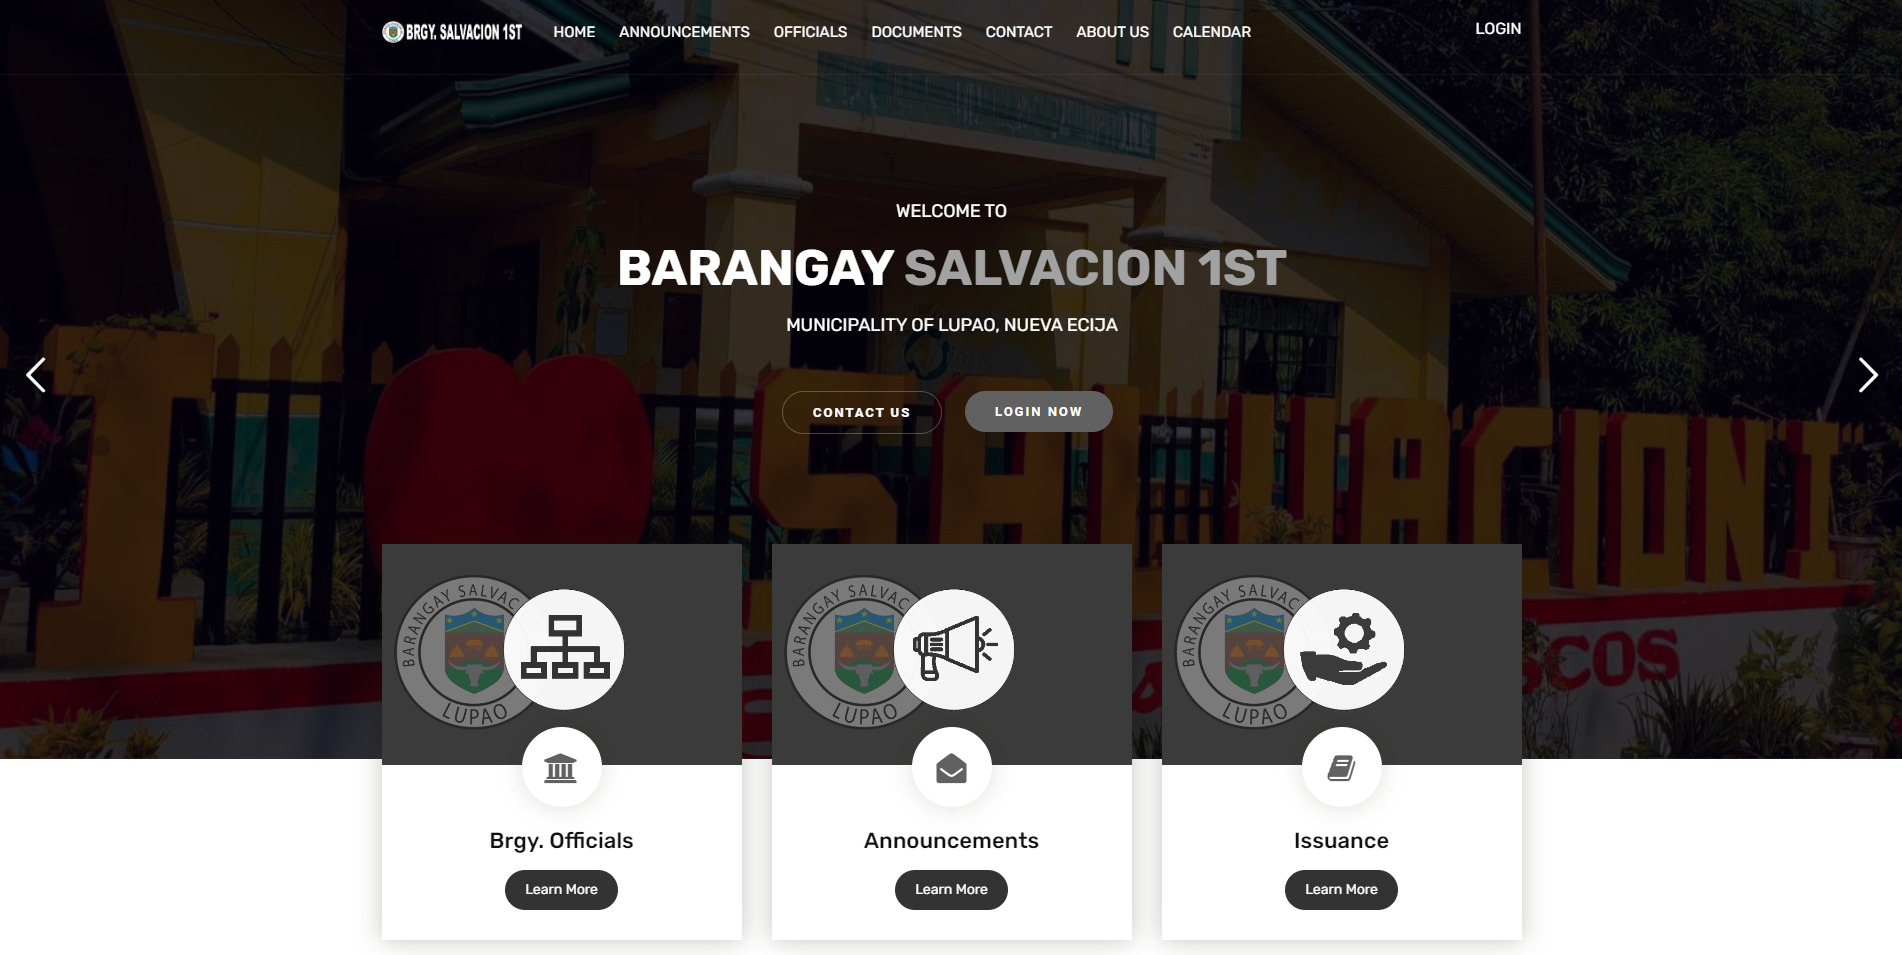 BRGY. SALVACION 1ST HOME ANNOUNCEMENTS OFFICIALS DOCUMENTS CONTACT ABOUT US CALENDAR LOGIN
WELCOME TO
BARANGAY SALVACION 1ST
MUNICIPALITY OF LUPAO, NUEVA ECIJA
CONTACT US LOGIN NOW
I SALVACION I
COS
BARANGAY SALVAC
LUPAO
BARANGAY SALVAC
LUPAO
BARANGAY SALVAC
LUPAO
Brgy. Officials
Learn More
Announcements
Learn More
Issuance
Learn More